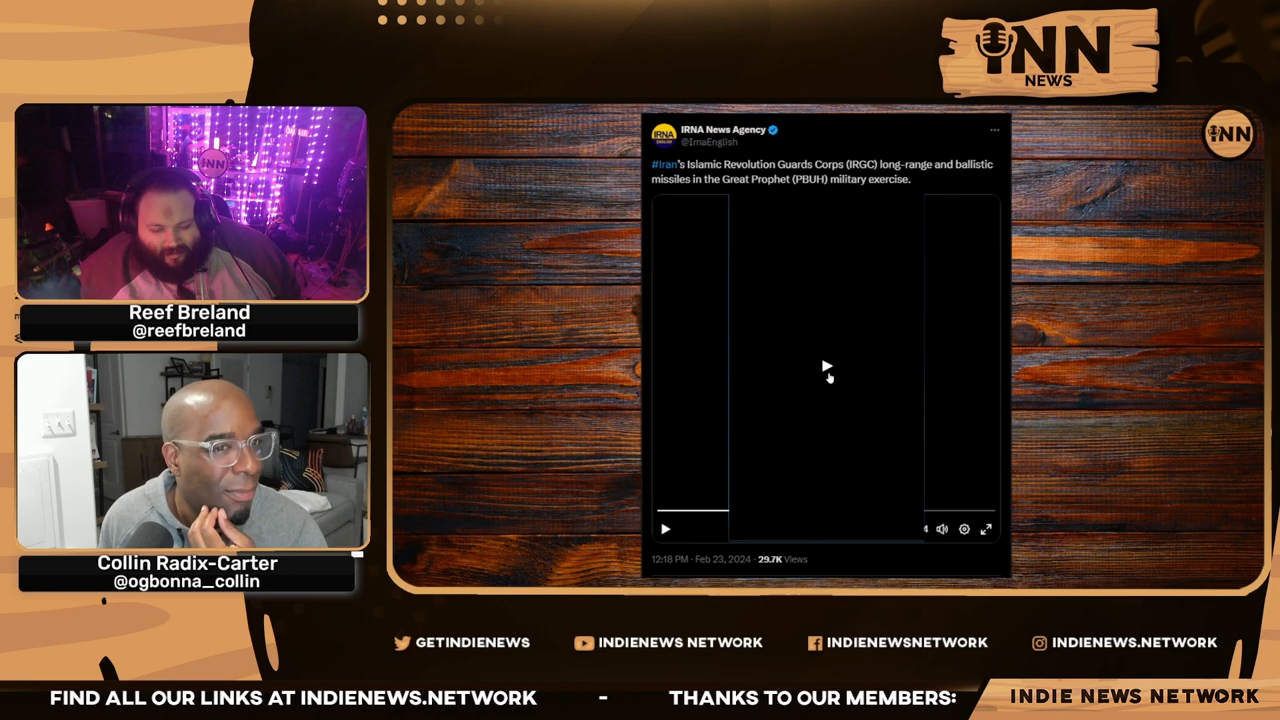 INN
NEWS
INN
INN
Reef Breland
@reefbreland
Collin Radix-Carter
@ogbonna_collin
IRNA
ENGLISH
IRNA News Agency
@IrnaEnglish
#Iran's Islamic Revolution Guards Corps (IRGC) long-range and ballistic
missiles in the Great Prophet (PBUH) military exercise.
12:18 PM · Feb 23, 2024 · 29.7K Views
GETINDIENEWS
INDIENEWS NETWORK
INDIENEWSNETWORK
INDIENEWS.NETWORK
FIND ALL OUR LINKS AT INDIENEWS.NETWORK - THANKS TO OUR MEMBERS:
INDIE NEWS NETWORK